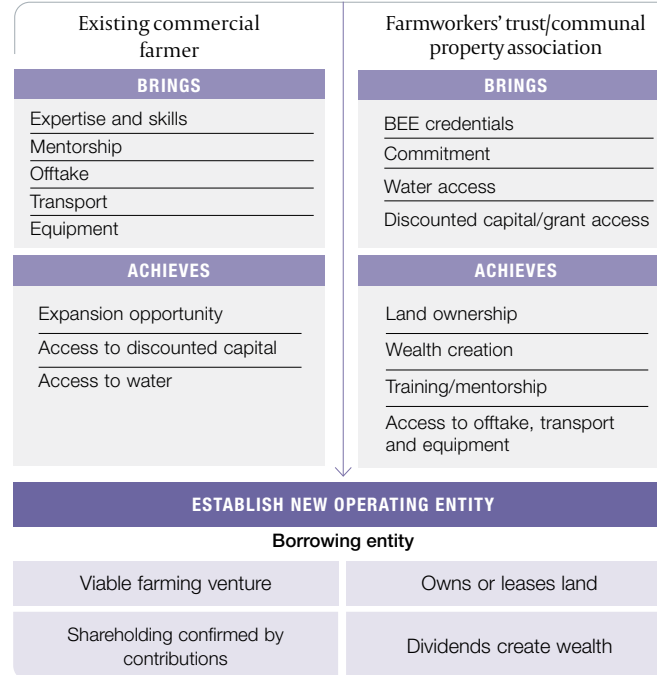 Existing commercial
farmer
BRINGS
Expertise and skills
Mentorship
Offtake
Transport
Equipment
ACHIEVES
Expansion opportunity
Access to discounted capital
Access to water
Farmworkers' trust/communal
property association
BRINGS
BEE credentials
Commitment
Water access
Discounted capital/grant access
ACHIEVES
Land ownership
Wealth creation
Training/mentorship
Access to offtake, transport
and equipment
ESTABLISH NEW OPERATING ENTITY
Borrowing entity
Viable farming venture
Owns or leases land
Shareholding confirmed by
contributions
Dividends create wealth